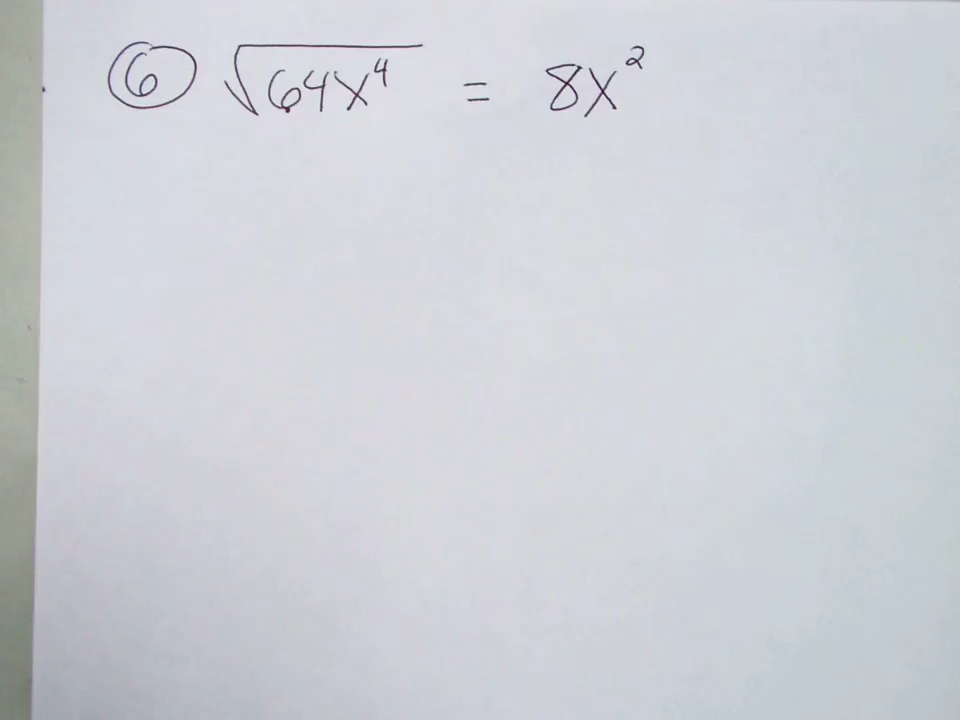 ⑥ √64x⁴ = 8x²